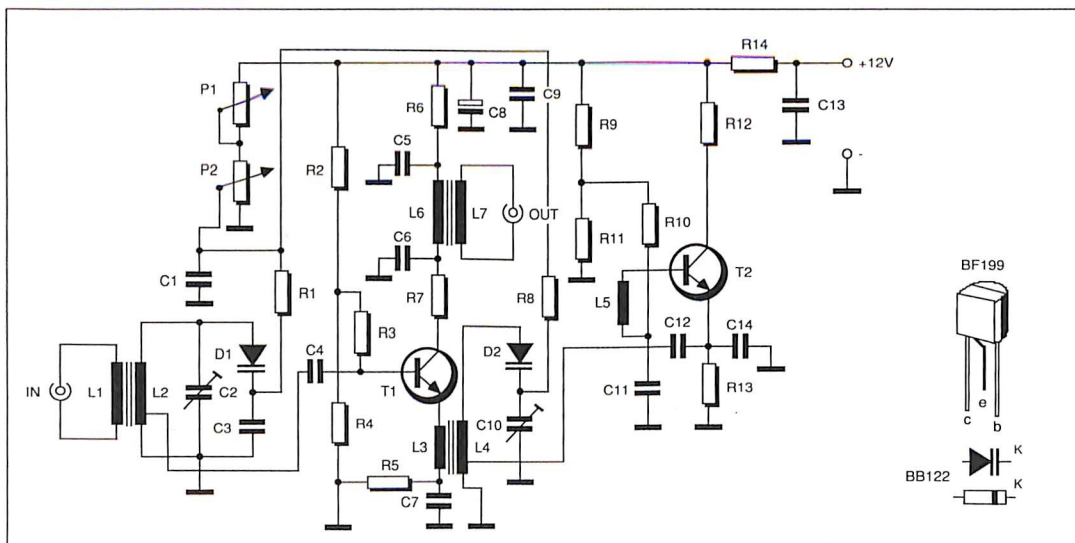 R14
+12V
P1
R6
C8
C9
C13
R9
R12
C5
-
P2
R2
L6
L7
OUT
R10
R11
C6
T2
BF199
C1
R1
R7
R8
L5
R3
D2
C12
C14
D1
C4
IN
L1
L2
C2
T1
C11
R13
C3
C10
e
R4
L3
L4
c
b
R5
K
C7
BB122
K